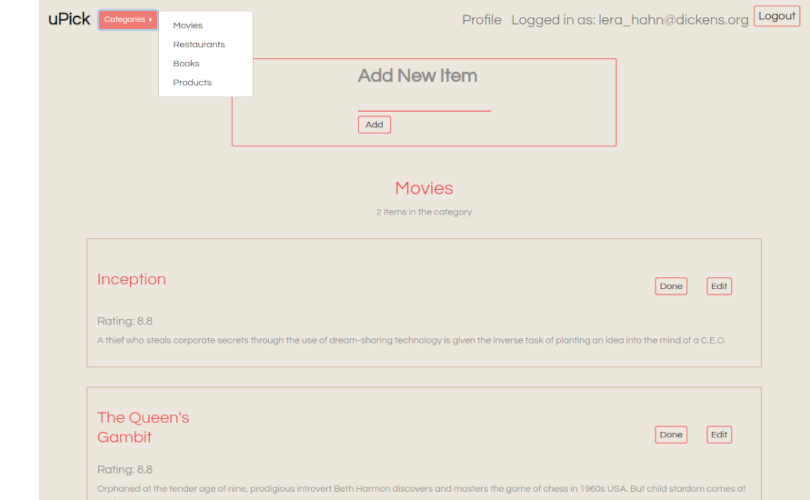 uPick Categories Profile Logged in as: lera_hahn@dickens.org Logout
Movies
Restaurants
Books
Products
Add New Item
Add
Movies
2 items in the category
Inception
Done Edit
Rating: 8.8
A thief who steals corporate secrets through the use of dream-sharing technology is given the inverse task of planting an idea into the mind of a C.E.O.
The Queen's
Gambit
Done Edit
Rating: 8.8
Orphaned at the tender age of nine, prodigious introvert Beth Harmon discovers and masters the game of chess in 1960s USA. But child stardom comes at